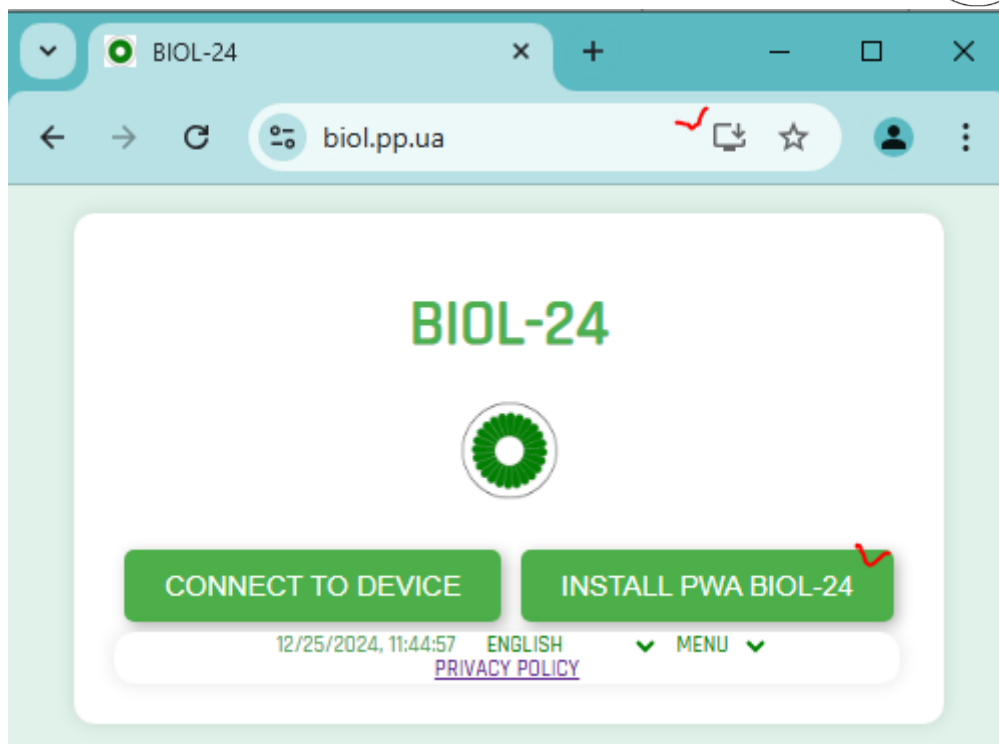 BIOL-24
biol.pp.ua
BIOL-24
CONNECT TO DEVICE INSTALL PWA BIOL-24
12/25/2024, 11:44:57 ENGLISH MENU
PRIVACY POLICY